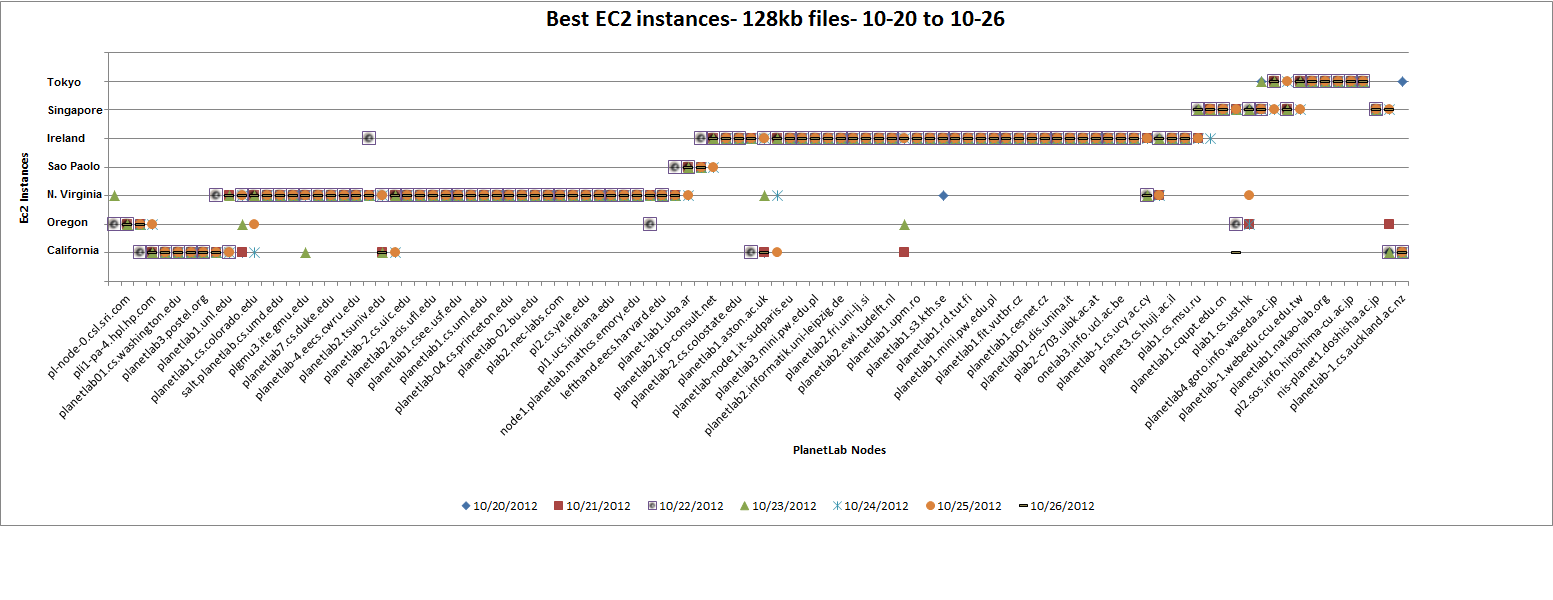 Best EC2 instances- 128kb files- 10-20 to 10-26
Tokyo
Singapore
Ireland
Sao Paolo
N. Virginia
Oregon
California
Ec2 Instances
pl-node-0.csl.sri.com
pli1-pa-4.hpl.hp.com
planetlab01.cs.washington.edu
planetlab3.postel.org
planetlab1.unl.edu
planetlab1.cs.colorado.edu
salt.planetlab.cs.umd.edu
plgmu3.ite.gmu.edu
planetlab7.cs.duke.edu
planetlab-4.eecs.cwru.edu
planetlab2.tsuniv.edu
planetlab-2.cs.uic.edu
planetlab2.acis.ufl.edu
planetlab1.csee.usf.edu
planetlab1.cs.uml.edu
planetlab-04.cs.princeton.edu
planetlab-02.bu.edu
plab2.nec-labs.com
pl2.cs.yale.edu
pl1.ucs.indiana.edu
node1.planetlab.mathcs.emory.edu
lefthand.eecs.harvard.edu
planet-lab1.uba.ar
planetlab2.jcp-consult.net
planetlab-2.cs.colostate.edu
planetlab1.aston.ac.uk
planetlab-node1.it-sudparis.eu
planetlab3.mini.pw.edu.pl
planetlab2.informatik.uni-leipzig.de
planetlab2.fri.uni-lj.si
planetlab2.ewi.tudelft.nl
planetlab1.upm.ro
planetlab1.s3.kth.se
planetlab1.rd.tut.fi
planetlab1.mini.pw.edu.pl
planetlab1.fit.vutbr.cz
planetlab1.cesnet.cz
planetlab01.dis.unina.it
plab2-c703.uibk.ac.at
onelab3.info.ucl.ac.be
planetlab-1.cs.ucy.ac.cy
planet3.cs.huji.ac.il
plab1.cs.msu.ru
planetlab1.cqupt.edu.cn
plab1.cs.ust.hk
planetlab4.goto.info.waseda.ac.jp
planetlab-1.webedu.ccu.edu.tw
planetlab1.nakao-lab.org
pl2.sos.info.hiroshima-cu.ac.jp
nis-planet1.doshisha.ac.jp
planetlab-1.cs.auckland.ac.nz
PlanetLab Nodes
10/20/2012 10/21/2012 10/22/2012 10/23/2012 10/24/2012 10/25/2012 10/26/2012